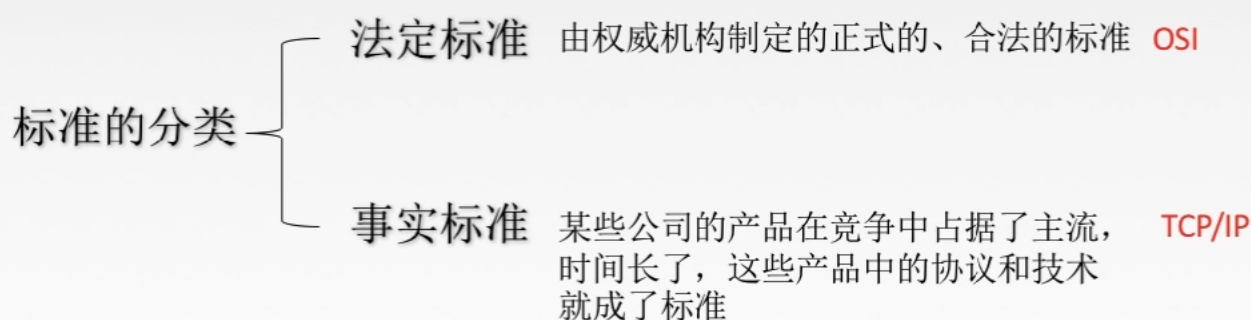 法定标准 由权威机构制定的正式的、合法的标准 OSI
标准的分类
事实标准 某些公司的产品在竞争中占据了主流， TCP/IP
时间长了，这些产品中的协议和技术
就成了标准